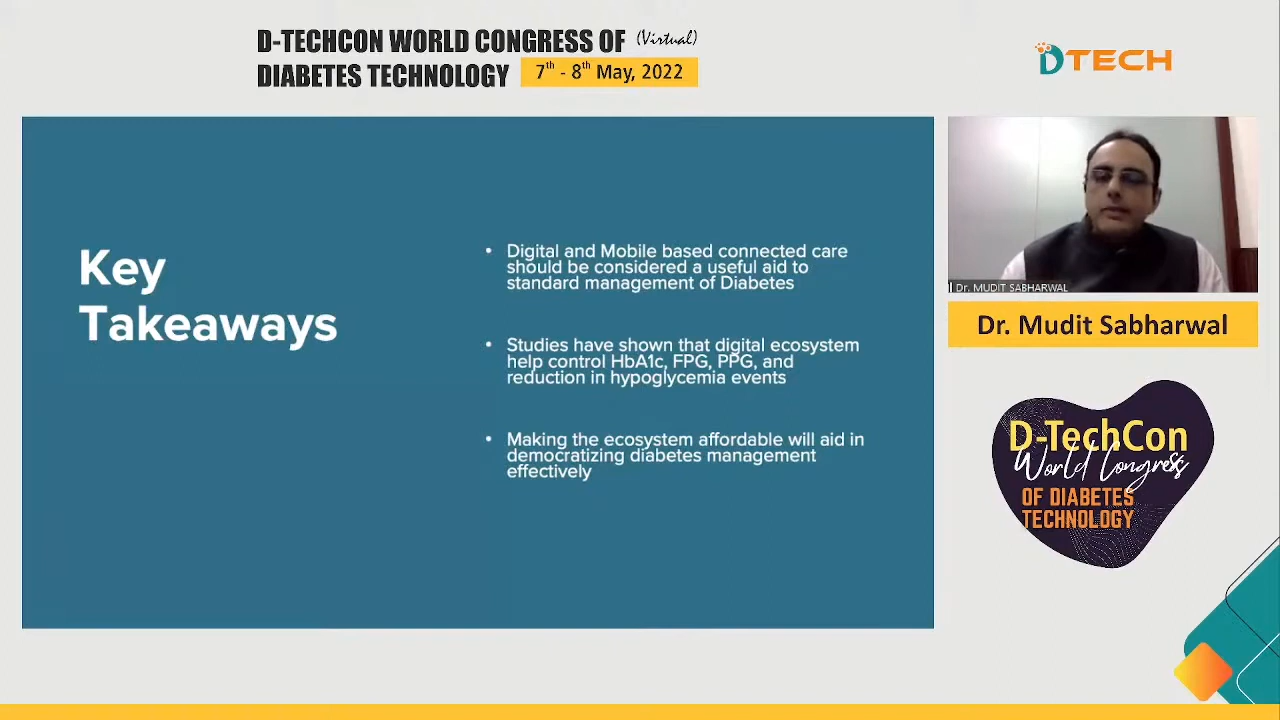 D-TECHCON WORLD CONGRESS OF (Virtual)
DIABETES TECHNOLOGY 7th - 8th May, 2022
DTECH
Key
Takeaways
• Digital and Mobile based connected care
should be considered a useful aid to
standard management of Diabetes
• Studies have shown that digital ecosystem
help control HbA1c, FPG, PPG, and
reduction in hypoglycemia events
• Making the ecosystem affordable will aid in
democratizing diabetes management
effectively
Dr. MUDIT SABHARWAL
Dr. Mudit Sabharwal
D-TechCon
World Congress
OF DIABETES
TECHNOLOGY